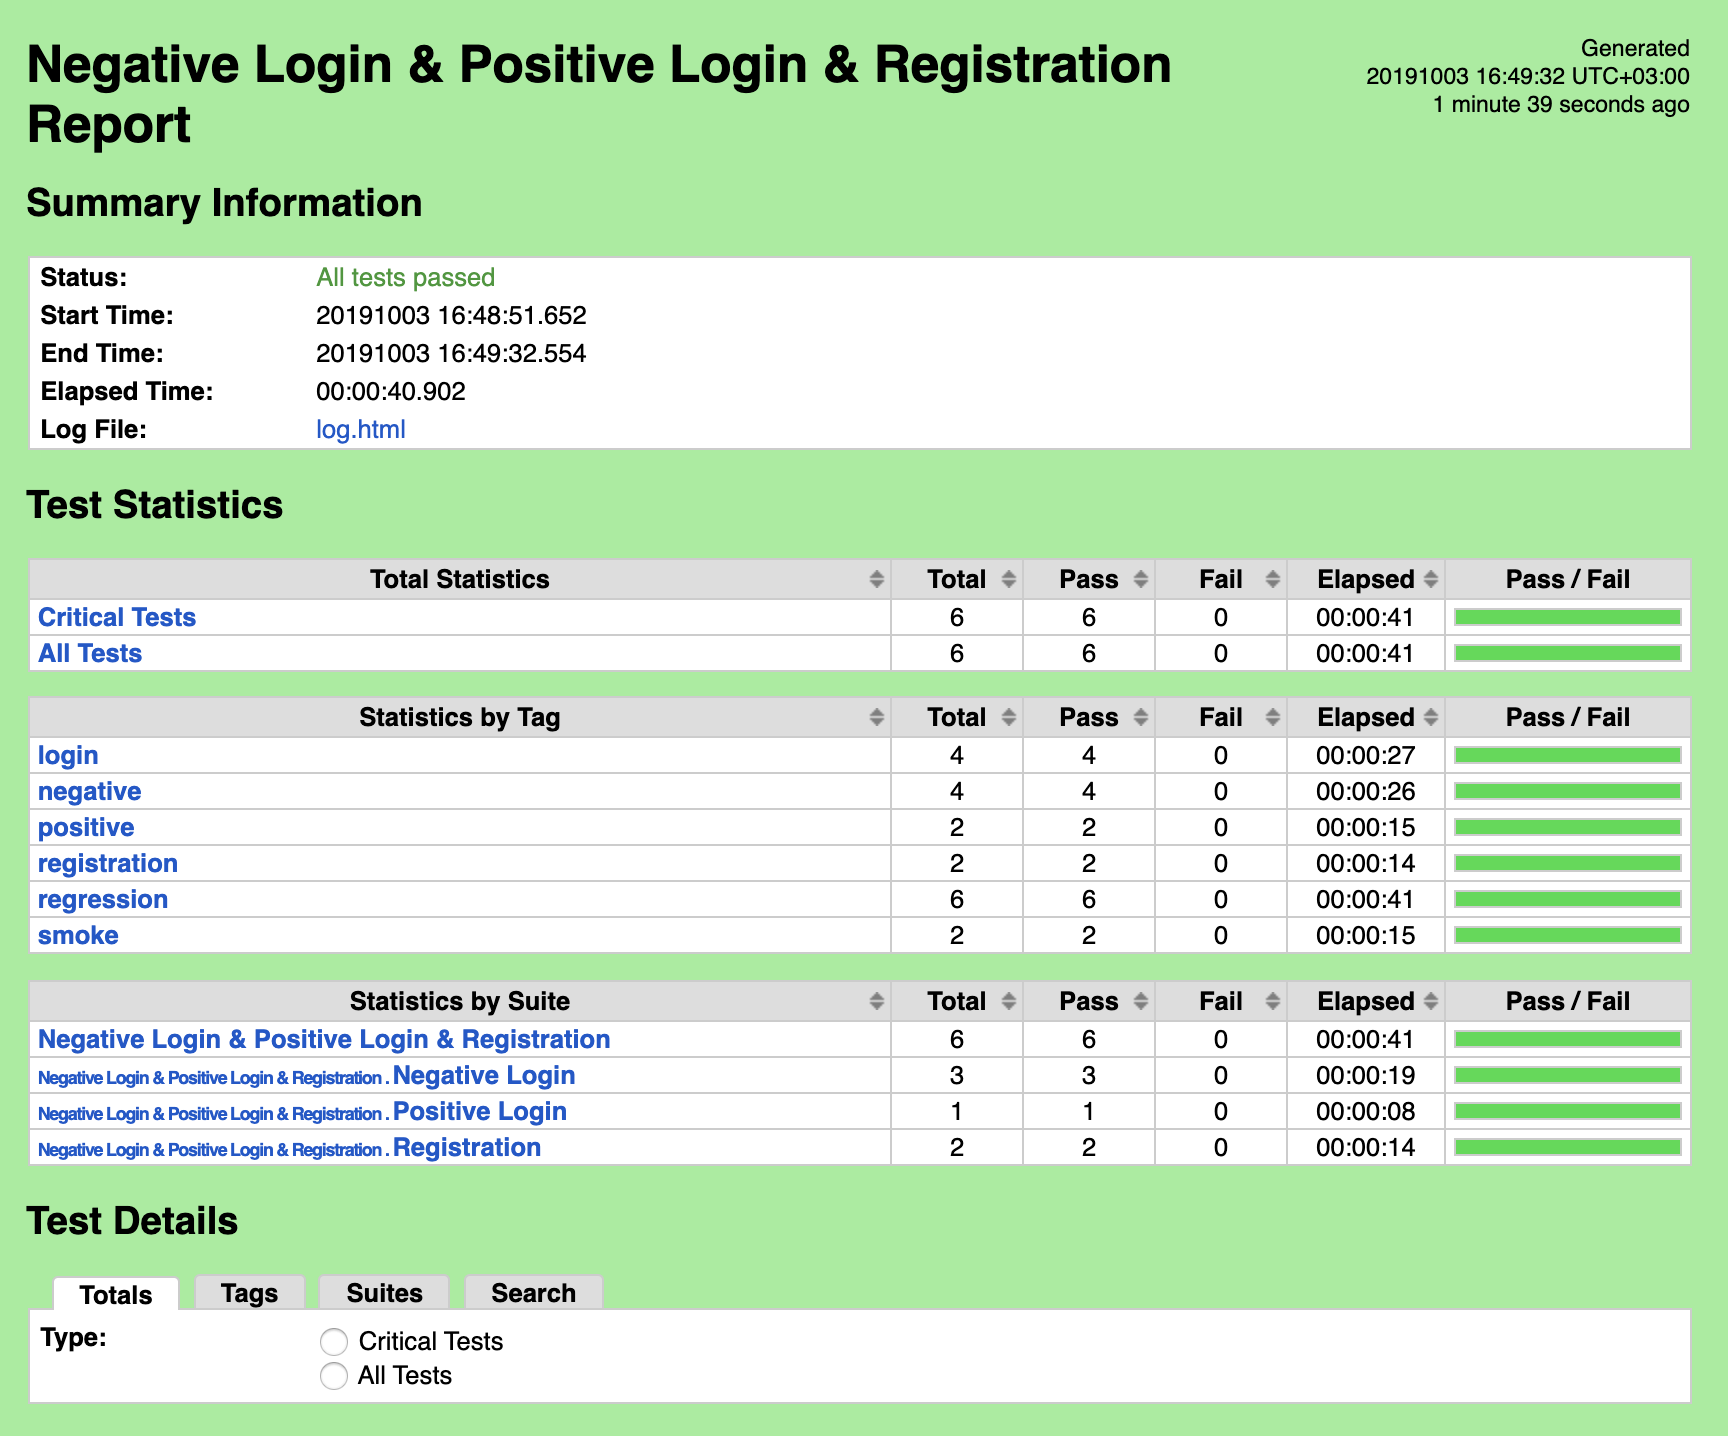 Negative Login & Positive Login & Registration
Report
Generated
20191003 16:49:32 UTC+03:00
1 minute 39 seconds ago
Summary Information
Status: All tests passed
Start Time: 20191003 16:48:51.652
End Time: 20191003 16:49:32.554
Elapsed Time: 00:00:40.902
Log File: log.html
Test Statistics
Total Statistics Total Pass Fail Elapsed Pass / Fail
Critical Tests 6 6 0 00:00:41
All Tests 6 6 0 00:00:41
Statistics by Tag Total Pass Fail Elapsed Pass / Fail
login 4 4 0 00:00:27
negative 4 4 0 00:00:26
positive 2 2 0 00:00:15
registration 2 2 0 00:00:14
regression 6 6 0 00:00:41
smoke 2 2 0 00:00:15
Statistics by Suite Total Pass Fail Elapsed Pass / Fail
Negative Login & Positive Login & Registration 6 6 0 00:00:41
Negative Login & Positive Login & Registration . Negative Login 3 3 0 00:00:19
Negative Login & Positive Login & Registration . Positive Login 1 1 0 00:00:08
Negative Login & Positive Login & Registration . Registration 2 2 0 00:00:14
Test Details
Totals Tags Suites Search
Type: Critical Tests
All Tests